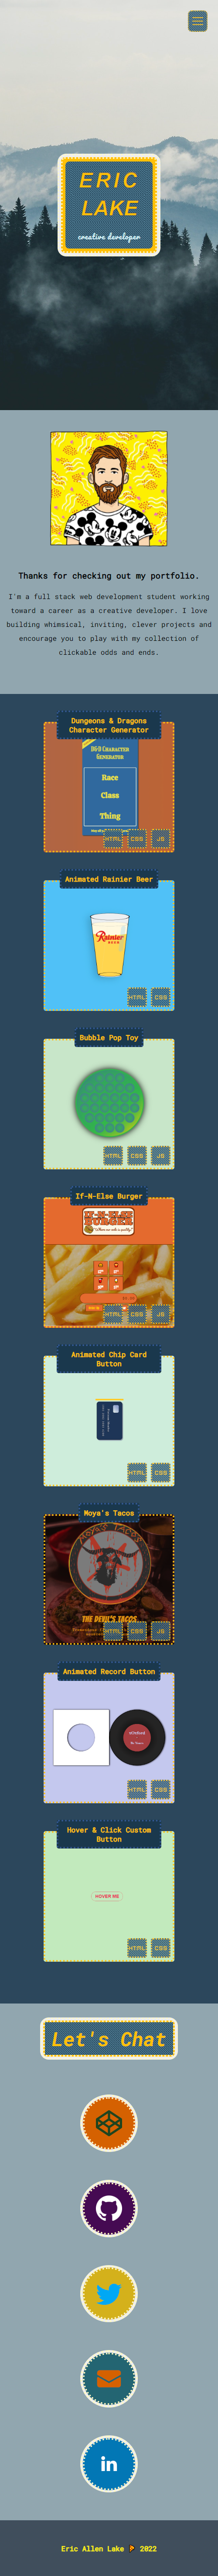 ERIC
LAKE
creative developer
Thanks for checking out my portfolio.
I'm a full stack web development student working
toward a career as a creative developer. I love
building whimsical, inviting, clever projects and
encourage you to play with my collection of
clickable odds and ends.
Dungeons & Dragons
Character Generator
D&D CHARACTER
GENERATOR
Race
Class
Thing
HTML CSS JS
Animated Rainier Beer
Rainier
BEER
HTML CSS
Bubble Pop Toy
HTML CSS JS
If-N-Else Burger
IF-N-ELSE
BURGER
HTML CSS JS
Animated Chip Card
Button
HTML CSS
Moya's Tacos
MOYA'S TACOS
THE DEVIL'S TACOS
HTML CSS JS
Animated Record Button
HTML CSS
Hover & Click Custom
Button
HOVER ME
HTML CSS
Let's Chat
in
Eric Allen Lake 2022